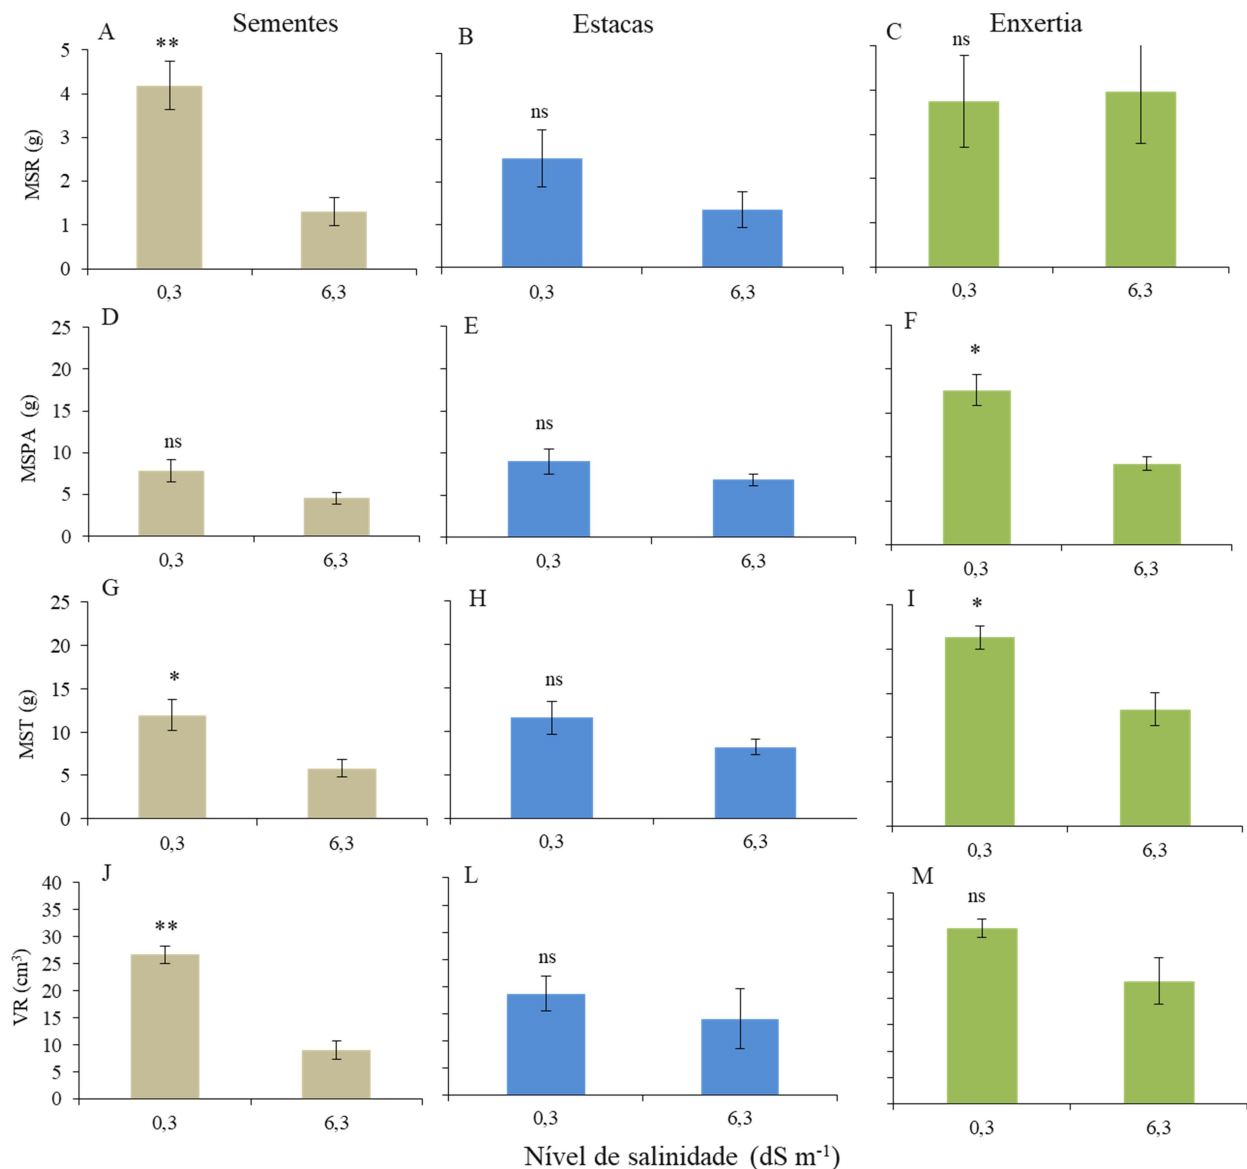 Sementes
Estacas
Enxertia
A
B
C
MSR (g)
5
4
3
2
1
0
**
ns
ns
0,3
6,3
0,3
6,3
0,3
6,3
D
E
F
MSPA (g)
25
20
15
10
5
0
ns
ns
*
0,3
6,3
0,3
6,3
0,3
6,3
G
H
I
MST (g)
25
20
15
10
5
0
*
ns
*
0,3
6,3
0,3
6,3
0,3
6,3
J
L
M
VR (cm³)
40
35
30
25
20
15
10
5
0
**
ns
ns
0,3
6,3
0,3
6,3
0,3
6,3
Nível de salinidade (dS m⁻¹)